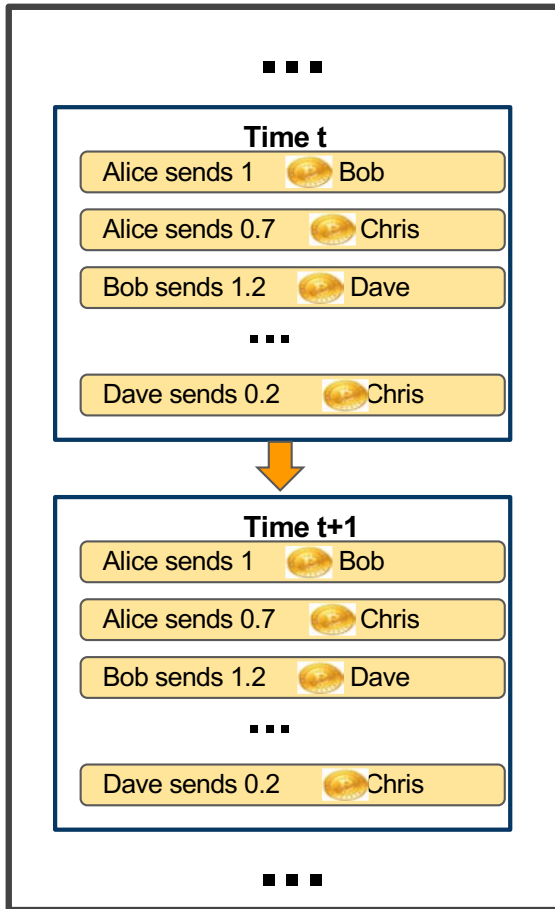 ...
Time t
Alice sends 1 Bob
Alice sends 0.7 Chris
Bob sends 1.2 Dave
...
Dave sends 0.2 Chris
Time t+1
Alice sends 1 Bob
Alice sends 0.7 Chris
Bob sends 1.2 Dave
...
Dave sends 0.2 Chris
...